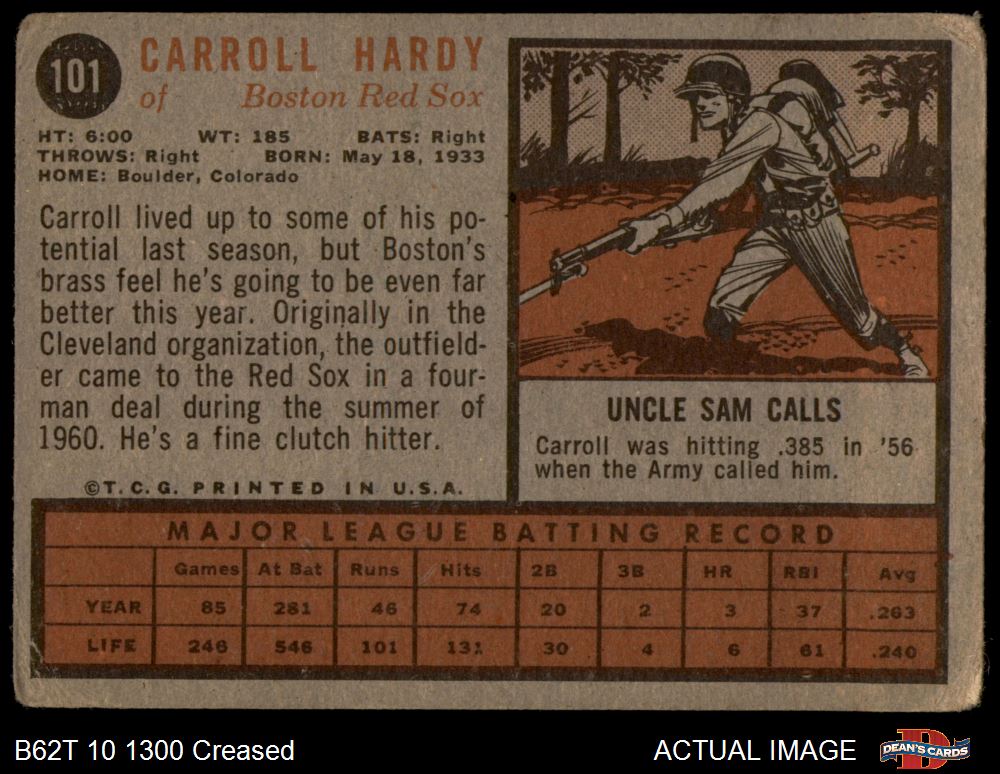 101
CARROLL HARDY
of Boston Red Sox
HT: 6:00 WT: 185 BATS: Right
THROWS: Right BORN: May 18, 1933
HOME: Boulder, Colorado
Carroll lived up to some of his po-
tential last season, but Boston's
brass feel he's going to be even far
better this year. Originally in the
Cleveland organization, the outfield-
er came to the Red Sox in a four-
man deal during the summer of
1960. He's a fine clutch hitter.
©T.C.G. PRINTED IN U.S.A.
UNCLE SAM CALLS
Carroll was hitting .385 in '56
when the Army called him.
MAJOR LEAGUE BATTING RECORD
Games At Bat Runs Hits 2B 3B HR RBI Avg
YEAR 85 281 46 74 20 2 3 37 .263
LIFE 246 546 101 131 30 4 6 61 .240
B62T 10 1300 Creased
ACTUAL IMAGE
DEAN'S CARDS